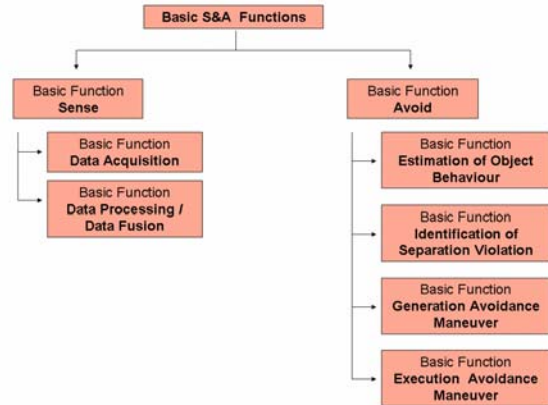 Basic S&A Functions
Basic Function
Sense
Basic Function
Data Acquisition
Basic Function
Data Processing /
Data Fusion
Basic Function
Avoid
Basic Function
Estimation of Object
Behaviour
Basic Function
Identification of
Separation Violation
Basic Function
Generation Avoidance
Maneuver
Basic Function
Execution Avoidance
Maneuver